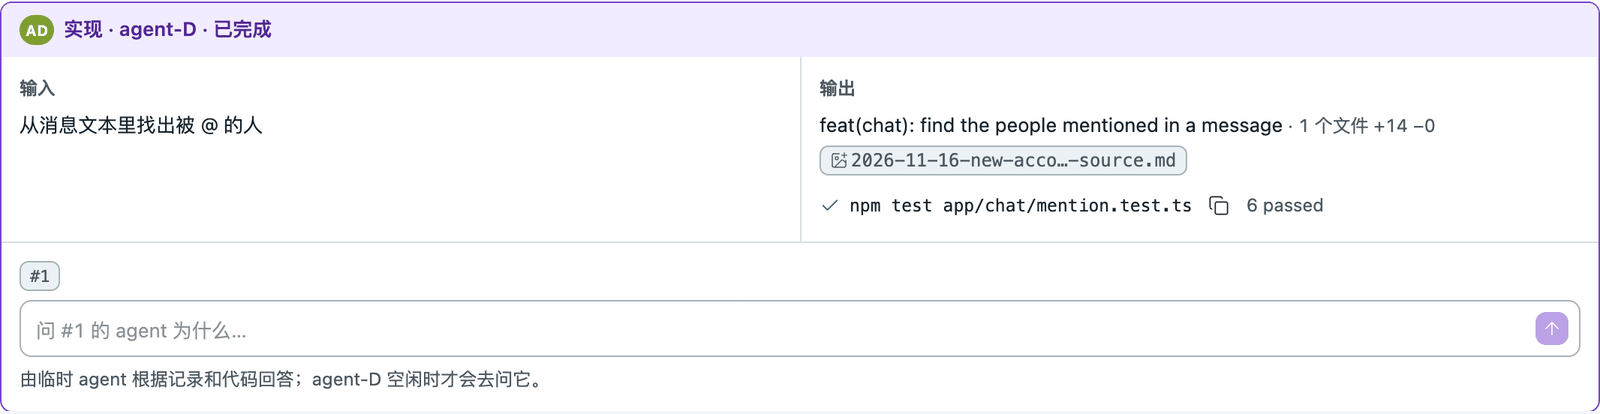 AD 实现 · agent-D · 已完成
输入
从消息文本里找出被 @ 的人
输出
feat(chat): find the people mentioned in a message · 1 个文件 +14 −0
2026-11-16-new-acco…-source.md
npm test app/chat/mention.test.ts 6 passed
#1
问 #1 的 agent 为什么...
由临时 agent 根据记录和代码回答；agent-D 空闲时才会去问它。